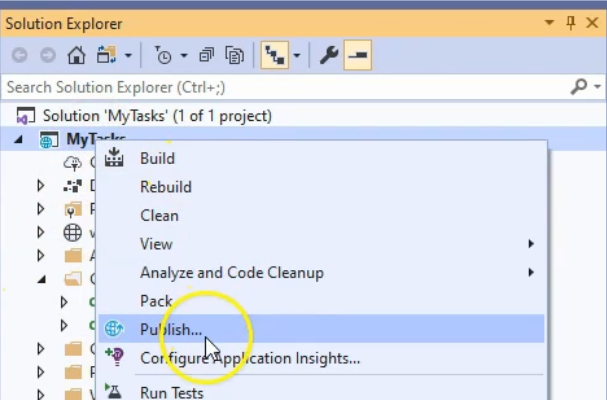 Solution Explorer
Search Solution Explorer (Ctrl+;)
Solution 'MyTasks' (1 of 1 project)
MyTasks
Build
Rebuild
Clean
View
Analyze and Code Cleanup
Pack
Publish...
Configure Application Insights...
Run Tests